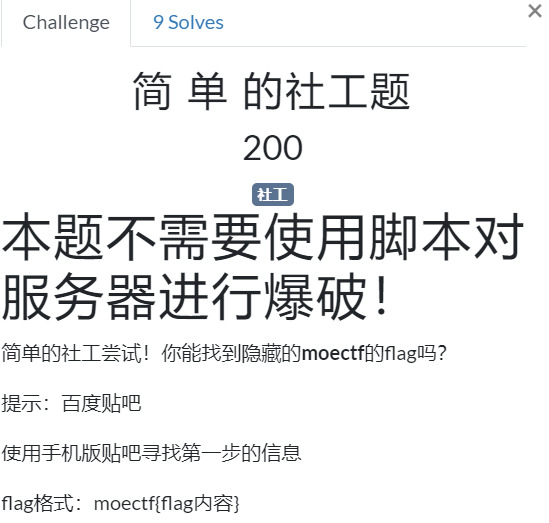 Challenge
9 Solves
×
简 单 的社工题
200
社工
本题不需要使用脚本对
服务器进行爆破！
简单的社工尝试！你能找到隐藏的moectf的flag吗？
提示：百度贴吧
使用手机版贴吧寻找第一步的信息
flag格式：moectf{flag内容}